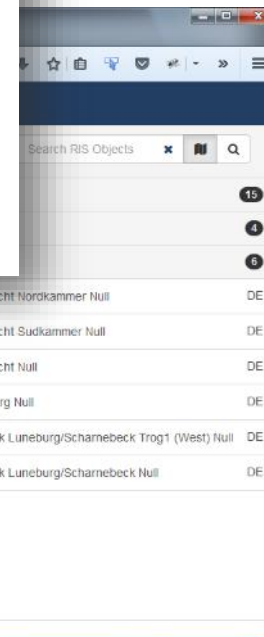 Search RIS Objects
15
4
6
cht Nordkammer Null DE
cht Sudkammer Null DE
cht Null DE
rg Null DE
k Luneburg/Scharnebeck Trog1 (West) Null DE
k Luneburg/Scharnebeck Null DE